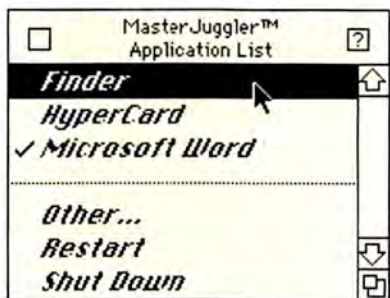 MasterJuggler™
Application List
?
Finder
HyperCard
✓ Microsoft Word
Other...
Restart
Shut Down